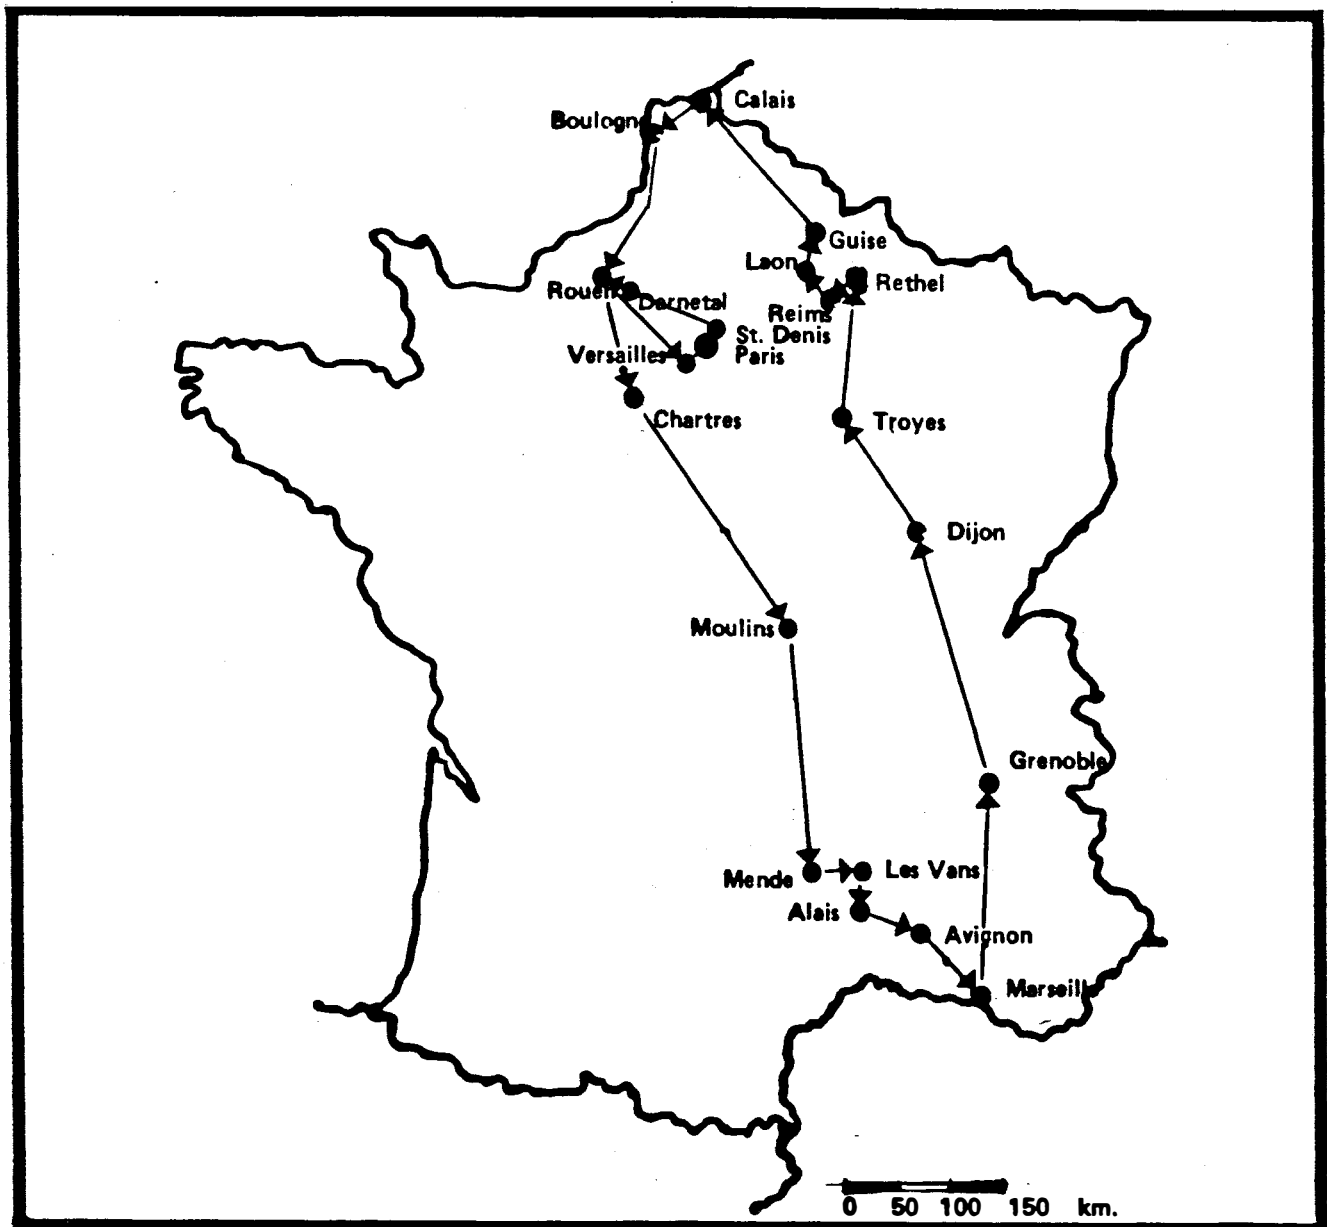 Calais
Boulogn
Guise
Laon
Rethel
Rouen
Darnetal
Reims
St. Denis
Versailles
Paris
Chartres
Troyes
Dijon
Moulins
Grenoble
Mende
Les Vans
Alais
Avignon
Marseille
0 50 100 150 km.